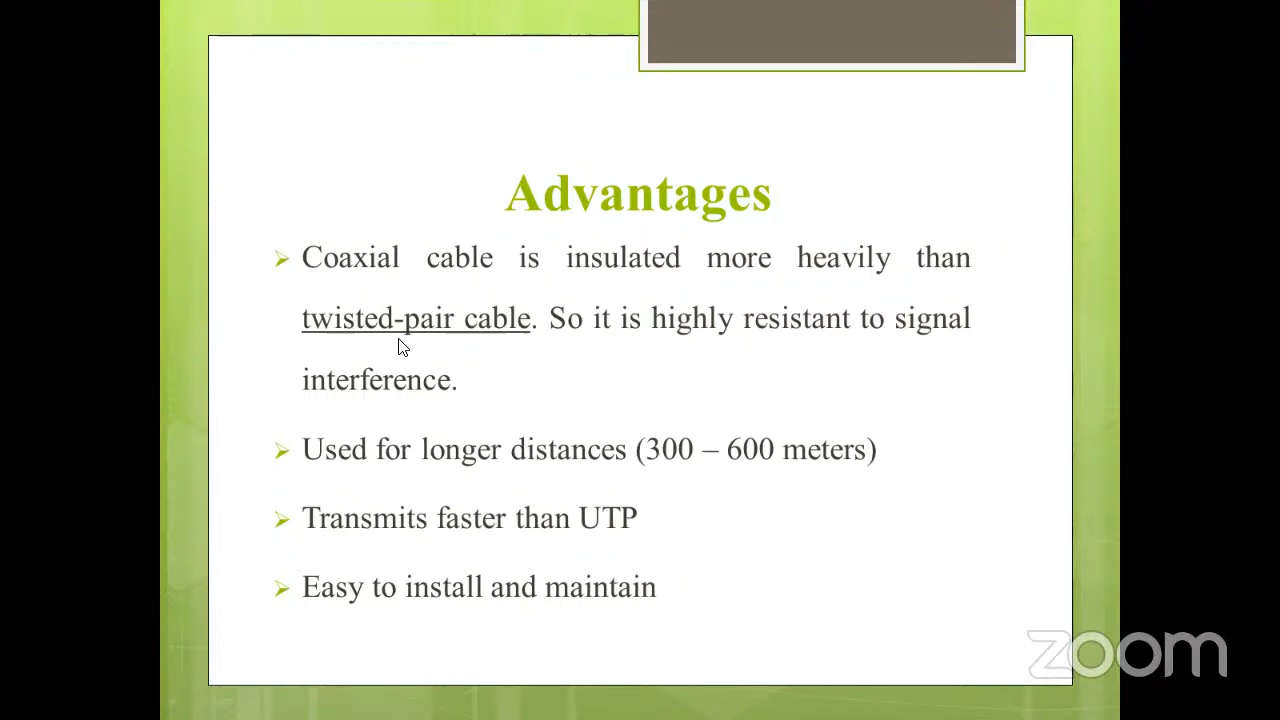 Advantages
Coaxial cable is insulated more heavily than
twisted-pair cable. So it is highly resistant to signal
interference.
Used for longer distances (300 – 600 meters)
Transmits faster than UTP
Easy to install and maintain
zoom